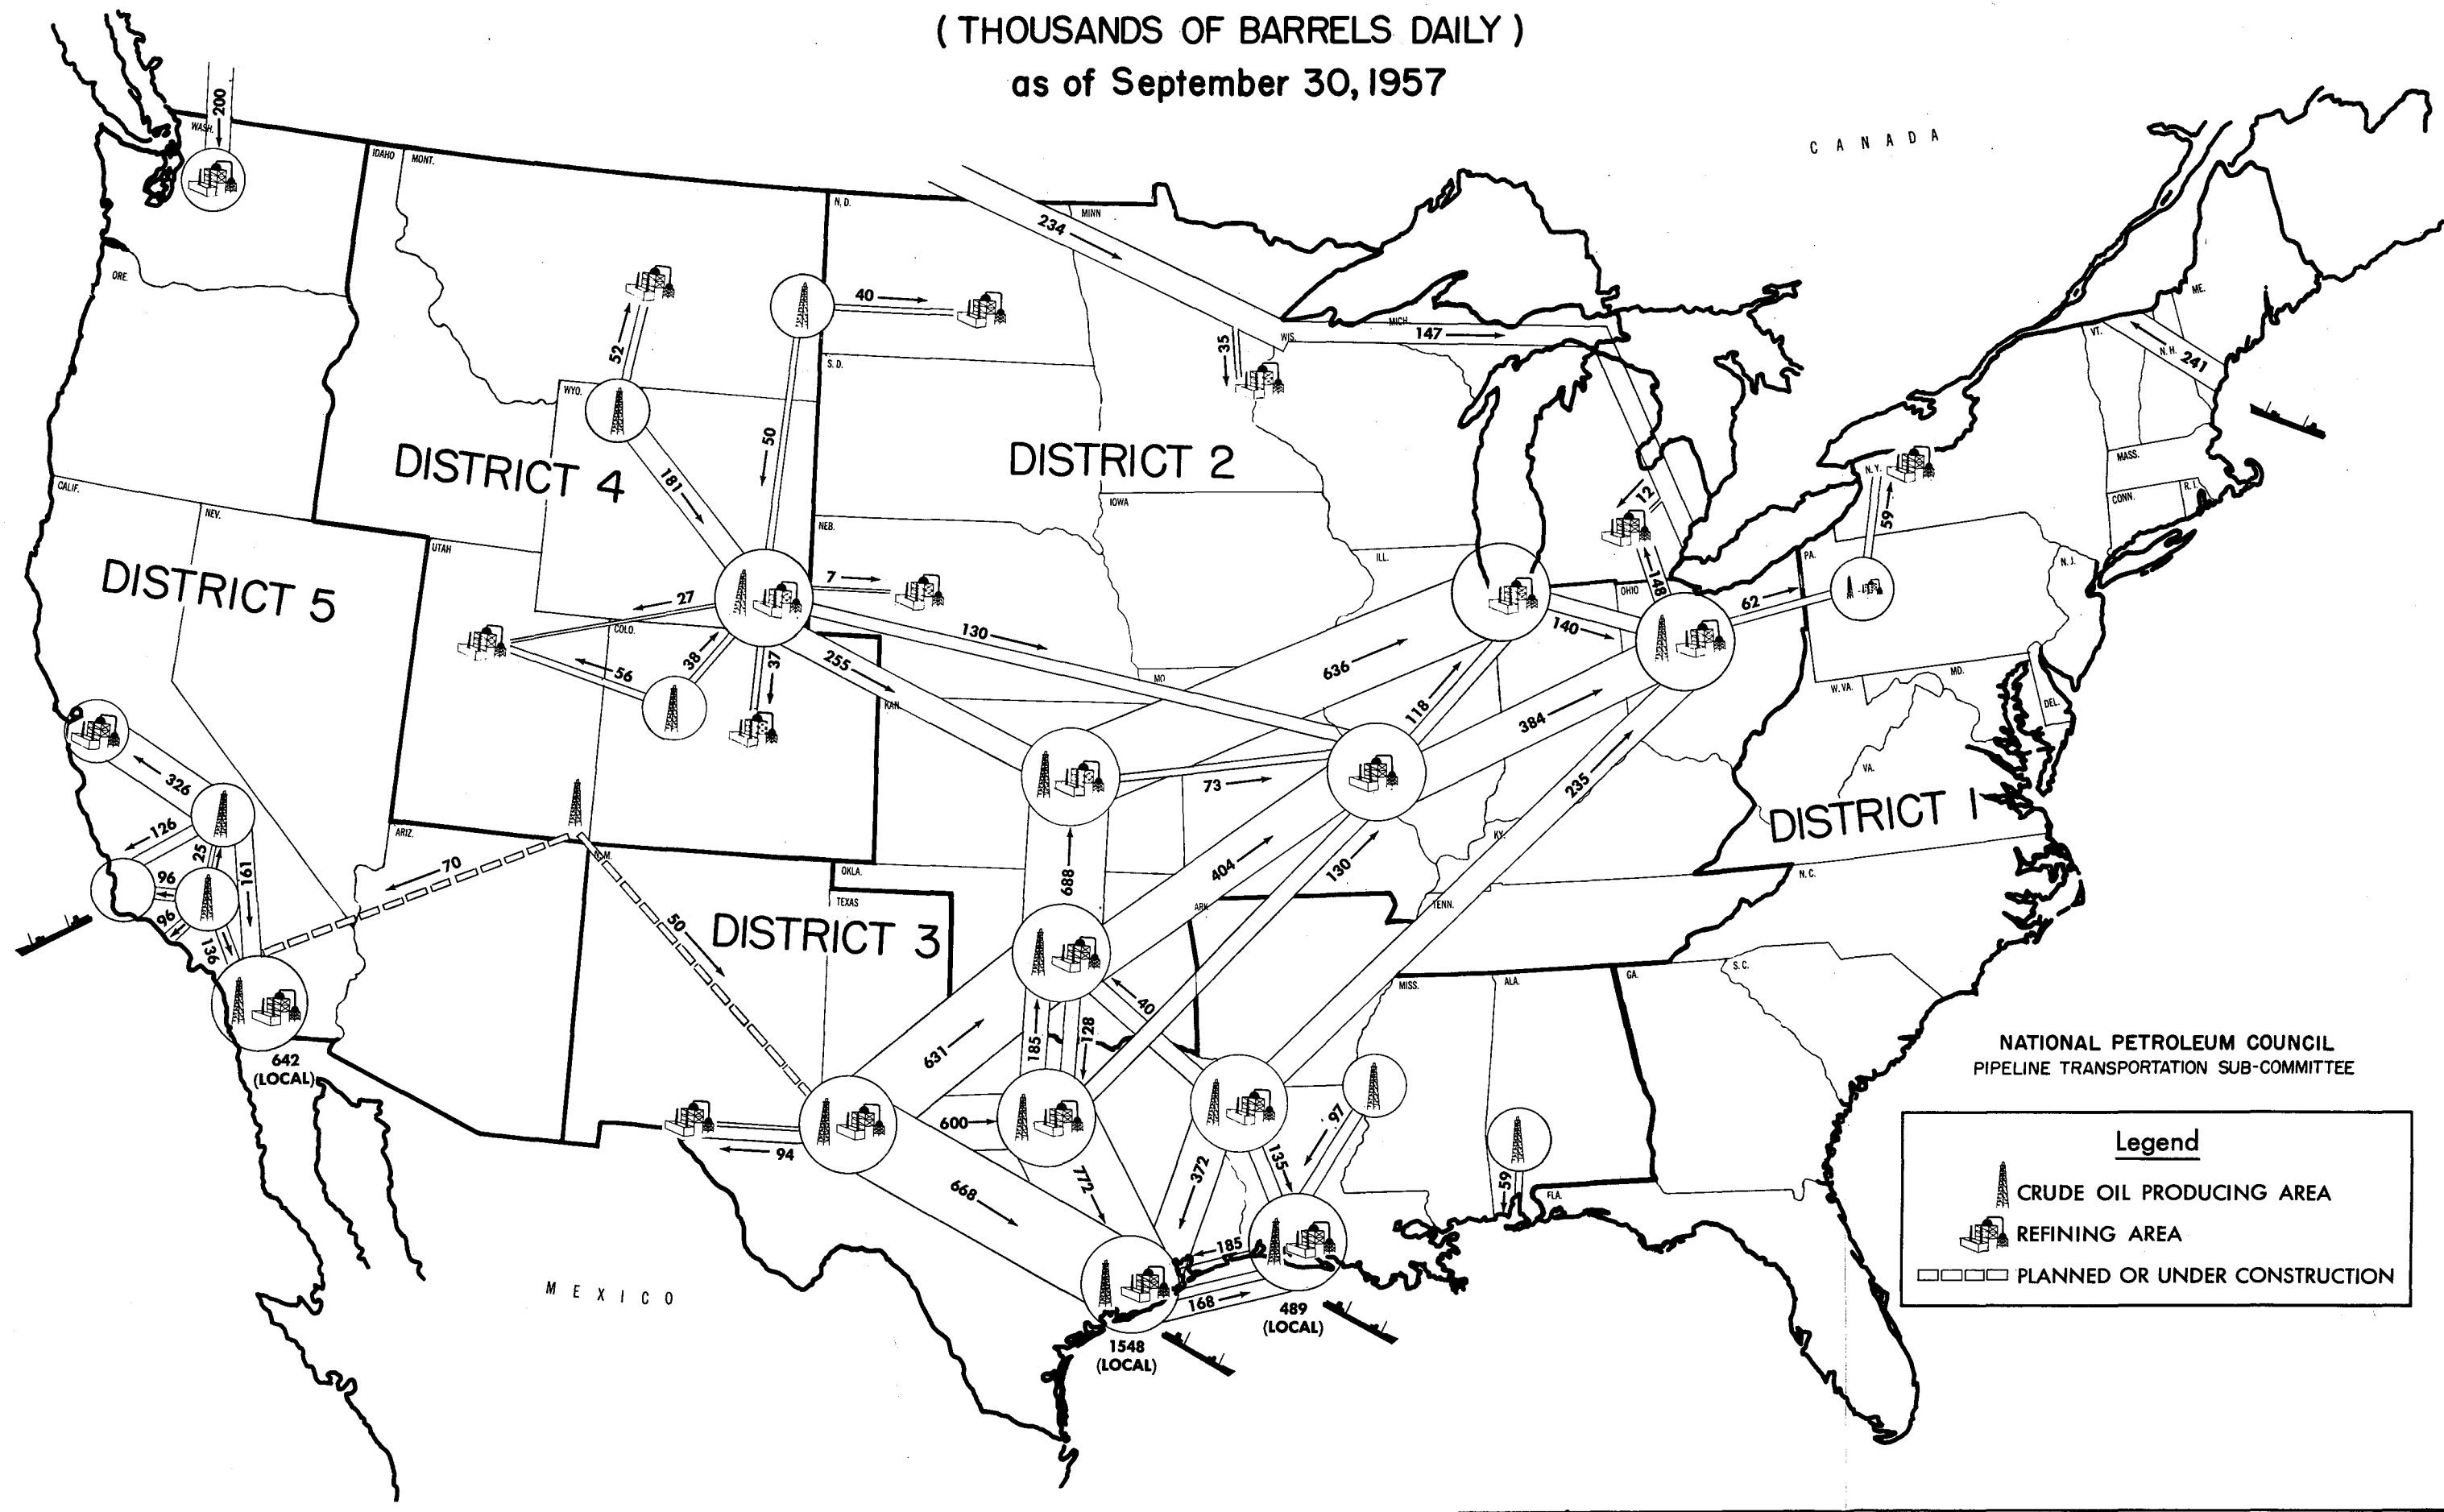 ( THOUSANDS OF BARRELS DAILY )
as of September 30, 1957
CANADA
200
WASH.
IDAHO
MONT.
N. D.
MINN
234
ORE.
40
ME.
52
WIS.
MICH.
147
35
VT.
N. H.
241
S. D.
WYO.
50
DISTRICT 4
DISTRICT 2
181
N. Y.
MASS.
CALIF.
NEV.
IOWA
12
CONN.
R. I.
59
NEB.
UTAH
ILL.
PA.
N. J.
DISTRICT 5
7
27
148
OHIO
62
COLO.
130
140
38
37
255
636
56
MO.
W. VA.
MD.
KAN.
118
384
DEL.
326
73
235
VA.
DISTRICT 1
126
ARIZ.
25
KY.
N. M.
70
161
96
OKLA.
688
404
130
N. C.
TEXAS
ARK.
TENN.
96
50
DISTRICT 3
136
MISS.
ALA.
GA.
S. C.
40
185
128
631
642
(LOCAL)
NATIONAL PETROLEUM COUNCIL
PIPELINE TRANSPORTATION SUB-COMMITTEE
600
97
94
772
372
135
668
59
FLA.
Legend
CRUDE OIL PRODUCING AREA
REFINING AREA
PLANNED OR UNDER CONSTRUCTION
185
168
MEXICO
489
(LOCAL)
1548
(LOCAL)